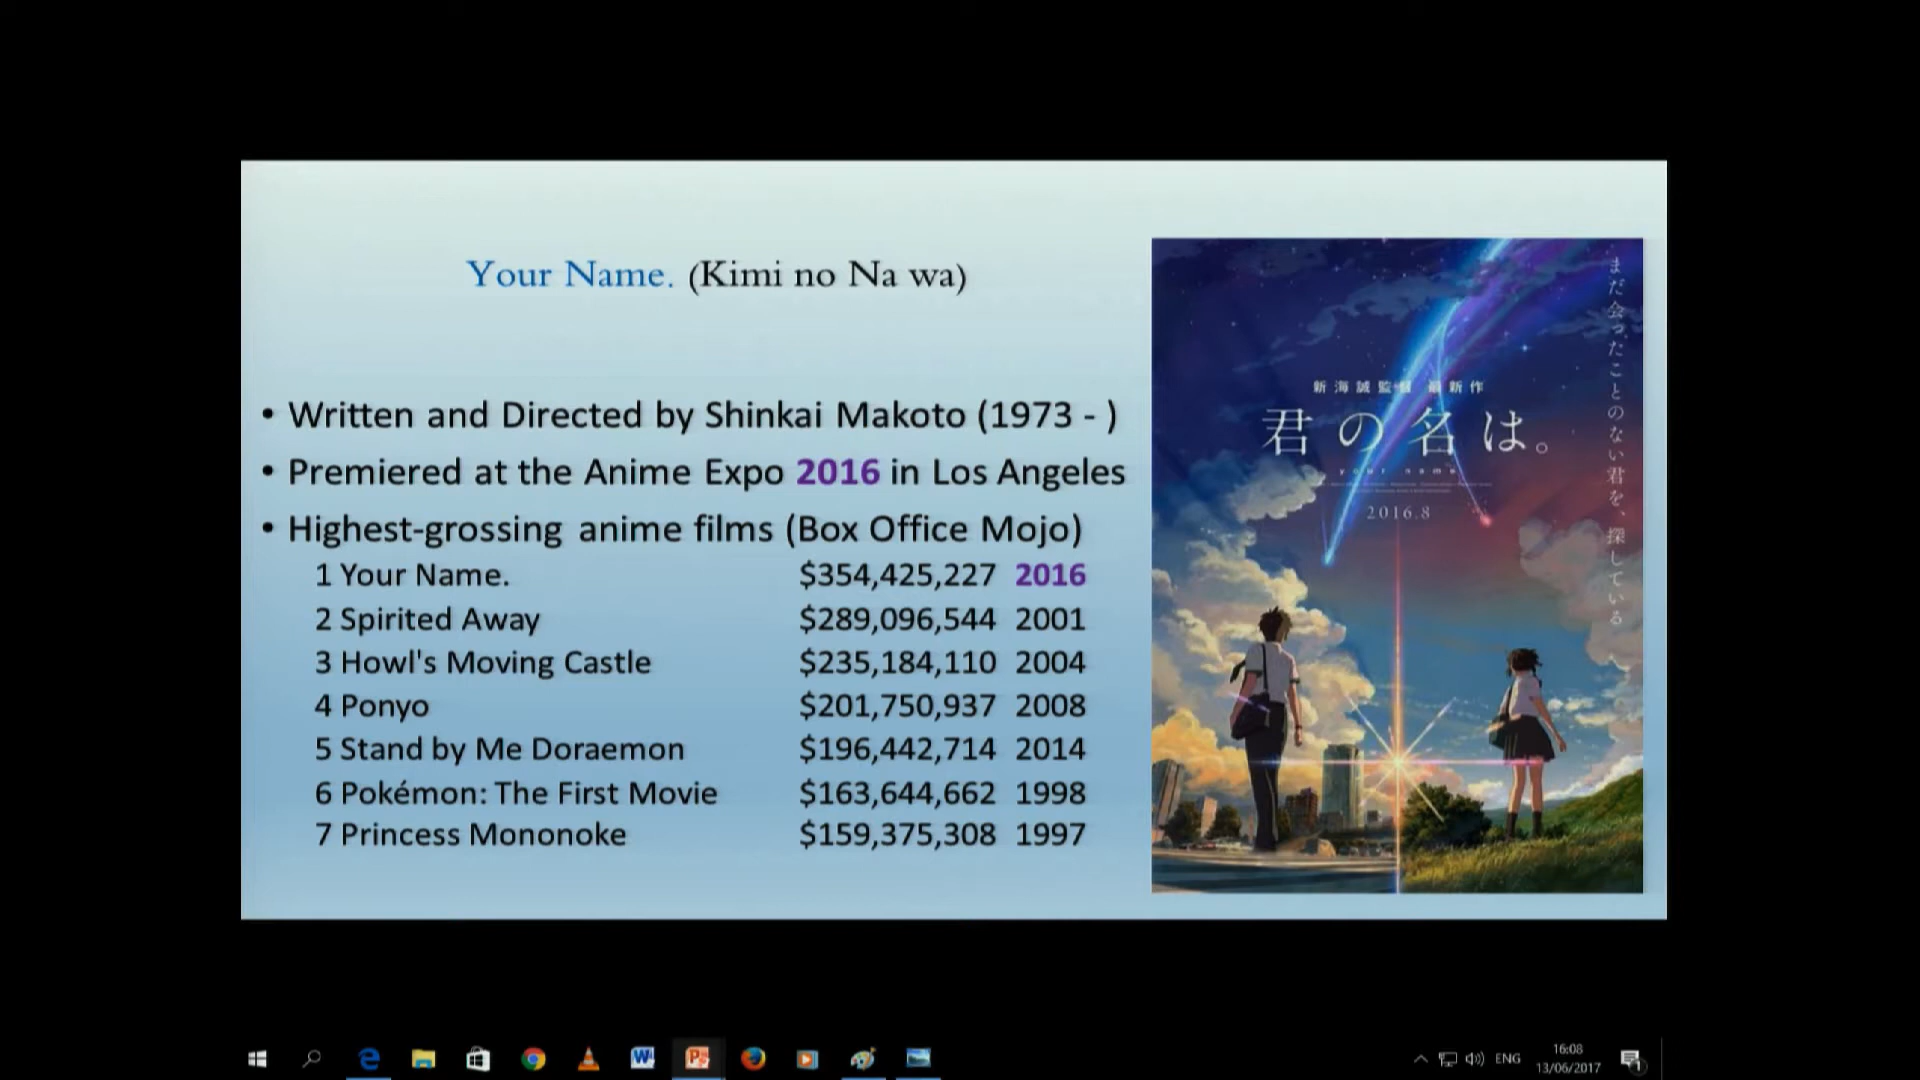 Your Name. (Kimi no Na wa)
• Written and Directed by Shinkai Makoto (1973 - )
• Premiered at the Anime Expo 2016 in Los Angeles
• Highest-grossing anime films (Box Office Mojo)
1 Your Name. $354,425,227 2016
2 Spirited Away $289,096,544 2001
3 Howl's Moving Castle $235,184,110 2004
4 Ponyo $201,750,937 2008
5 Stand by Me Doraemon $196,442,714 2014
6 Pokémon: The First Movie $163,644,662 1998
7 Princess Mononoke $159,375,308 1997
まだ会ったことのない君を、探している
新海誠監督 最新作
君の名は。
your name.
2016.8
ENG
16:08
13/06/2017